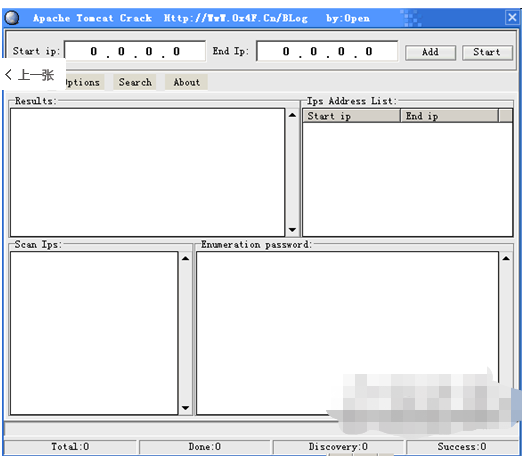 Apache Tomcat Crack Http://WwW.Ox4F.Cn/BLog by:Open
Start ip: 0 . 0 . 0 . 0 End Ip: 0 . 0 . 0 . 0 Add Start
上一张 Options Search About
Results: Ips Address List:
Start ip End ip
Scan Ips: Enumeration password:
Total:0 Done:0 Discovery:0 Success:0